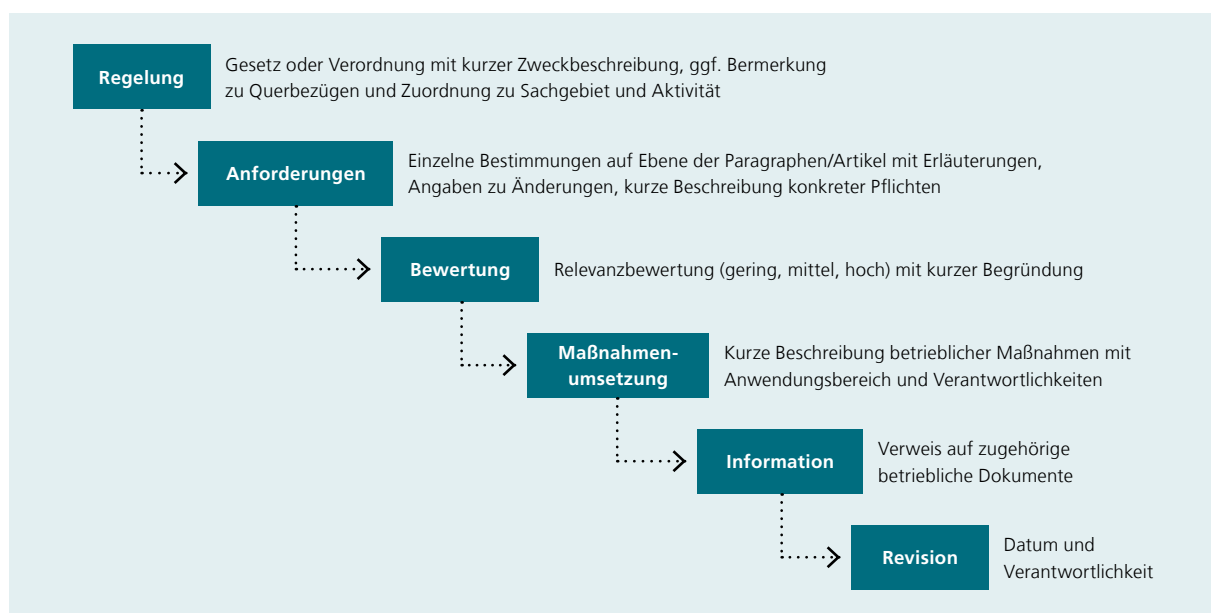 Regelung
Gesetz oder Verordnung mit kurzer Zweckbeschreibung, ggf. Bermerkung
zu Querbezügen und Zuordnung zu Sachgebiet und Aktivität
Anforderungen
Einzelne Bestimmungen auf Ebene der Paragraphen/Artikel mit Erläuterungen,
Angaben zu Änderungen, kurze Beschreibung konkreter Pflichten
Bewertung
Relevanzbewertung (gering, mittel, hoch) mit kurzer Begründung
Maßnahmen-
umsetzung
Kurze Beschreibung betrieblicher Maßnahmen mit
Anwendungsbereich und Verantwortlichkeiten
Information
Verweis auf zugehörige
betriebliche Dokumente
Revision
Datum und
Verantwortlichkeit